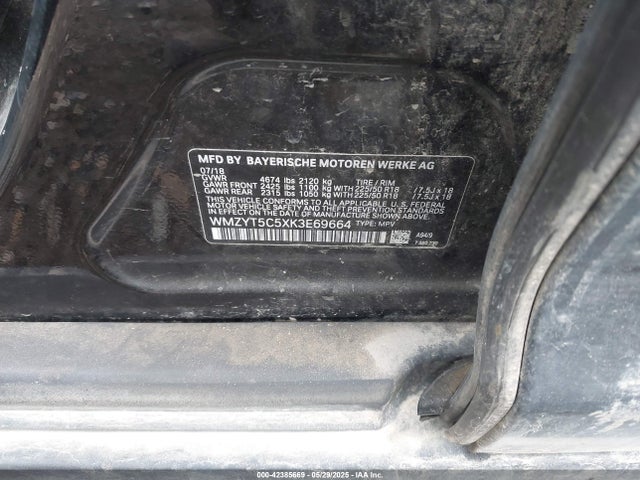 MFD BY BAYERISCHE MOTOREN WERKE AG
07/18
GVWR 4674 lbs 2120 kg TIRE / RIM
GAWR FRONT 2425 lbs 1100 kg WITH 225/50 R18 /7.5J x 18
GAWR REAR 2315 lbs 1050 kg WITH 225/50 R18 /7.5J x 18
THIS VEHICLE CONFORMS TO ALL APPLICABLE U.S. FEDERAL
MOTOR VEHICLE SAFETY, BUMPER, AND THEFT PREVENTION STANDARDS
IN EFFECT ON THE DATE OF MANUFACTURE SHOWN ABOVE.
WMZYT5C5XK3E69664 TYPE: MPV
A94/9
000-42385669 - 05/29/2025 - IAA Inc.